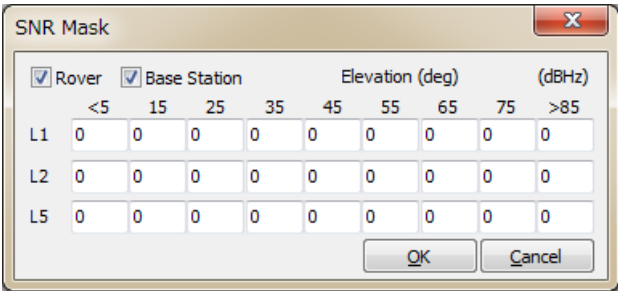 SNR Mask
Rover Base Station Elevation (deg) (dBHz)
<5 15 25 35 45 55 65 75 >85
L1 0 0 0 0 0 0 0 0 0
L2 0 0 0 0 0 0 0 0 0
L5 0 0 0 0 0 0 0 0 0
OK Cancel